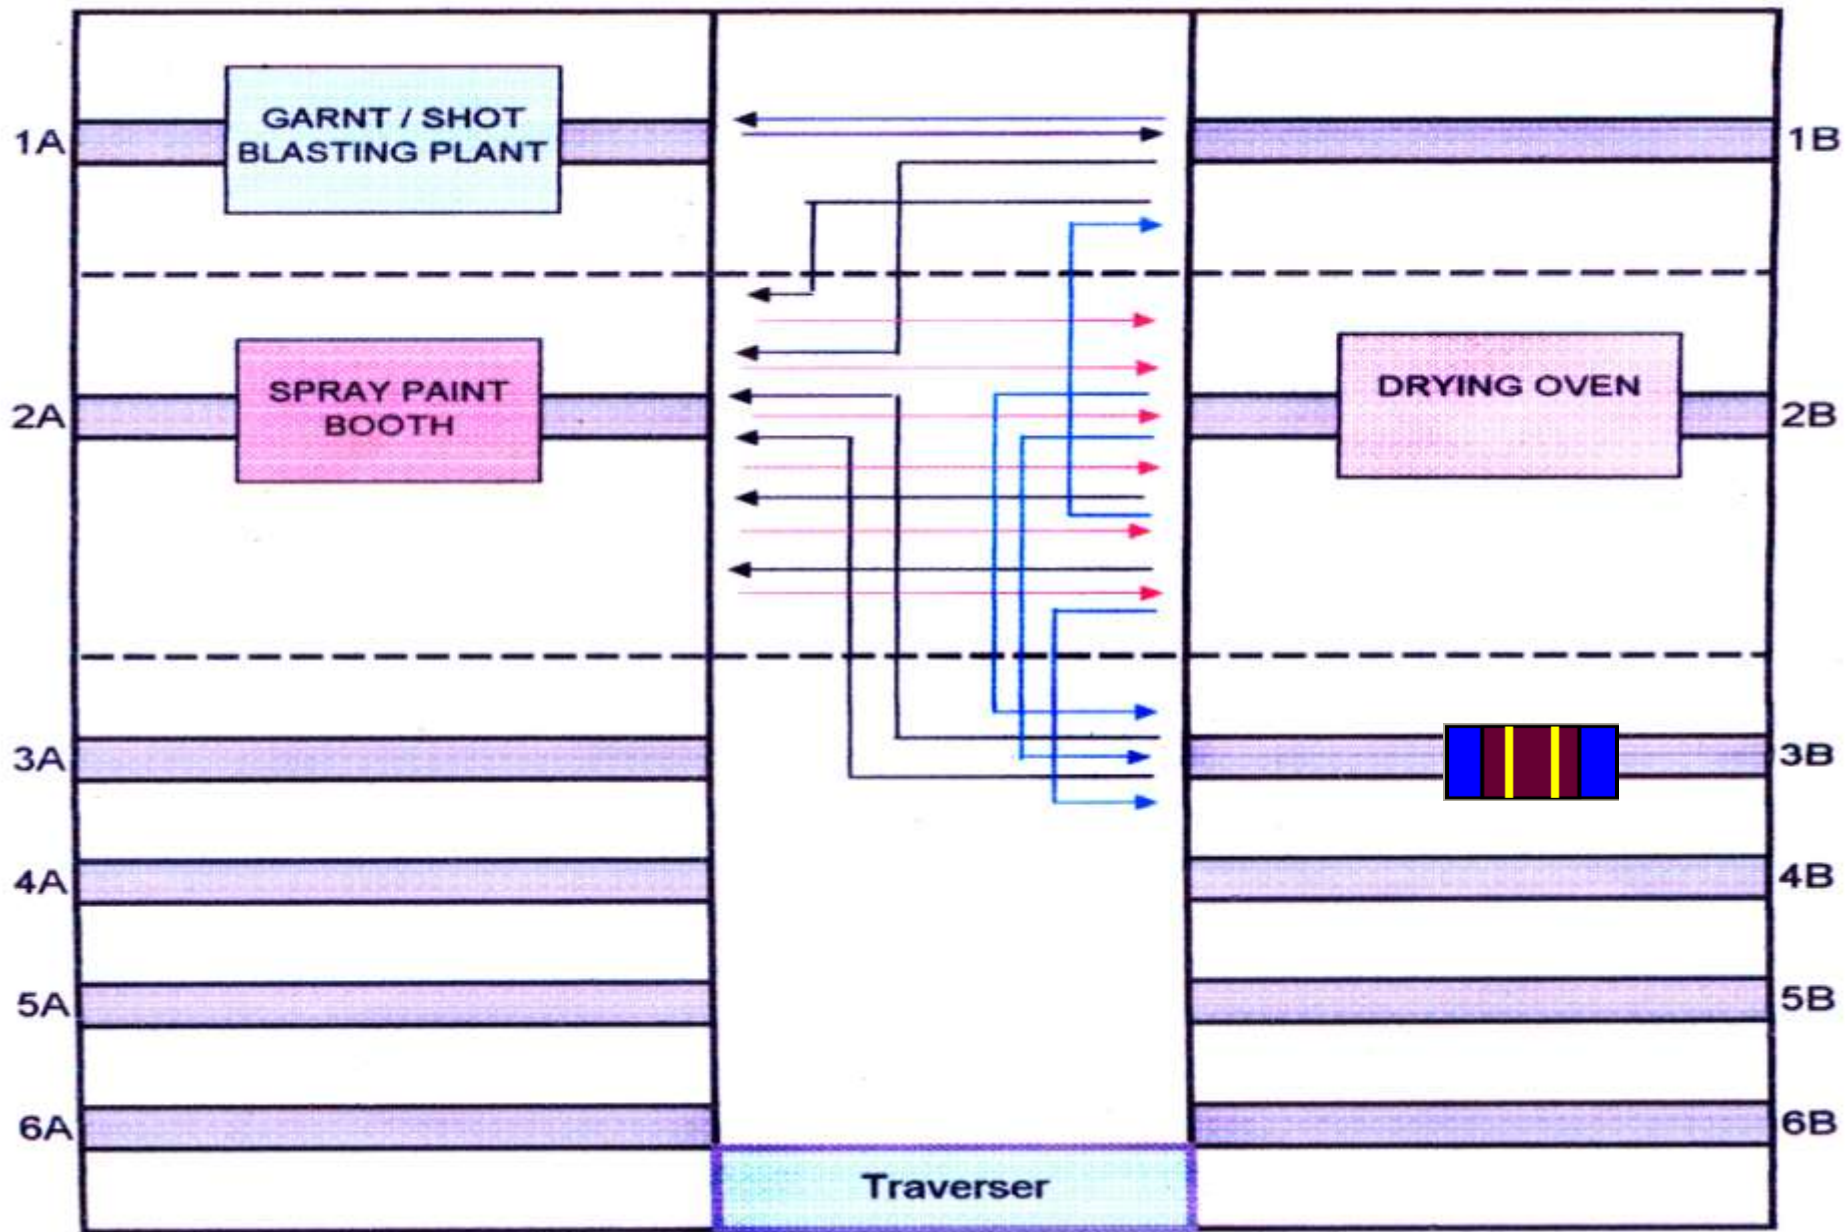 GARNT / SHOT
BLASTING PLANT
1A
1B
SPRAY PAINT
BOOTH
DRYING OVEN
2A
2B
3A
3B
4A
4B
5A
5B
6A
6B
Traverser